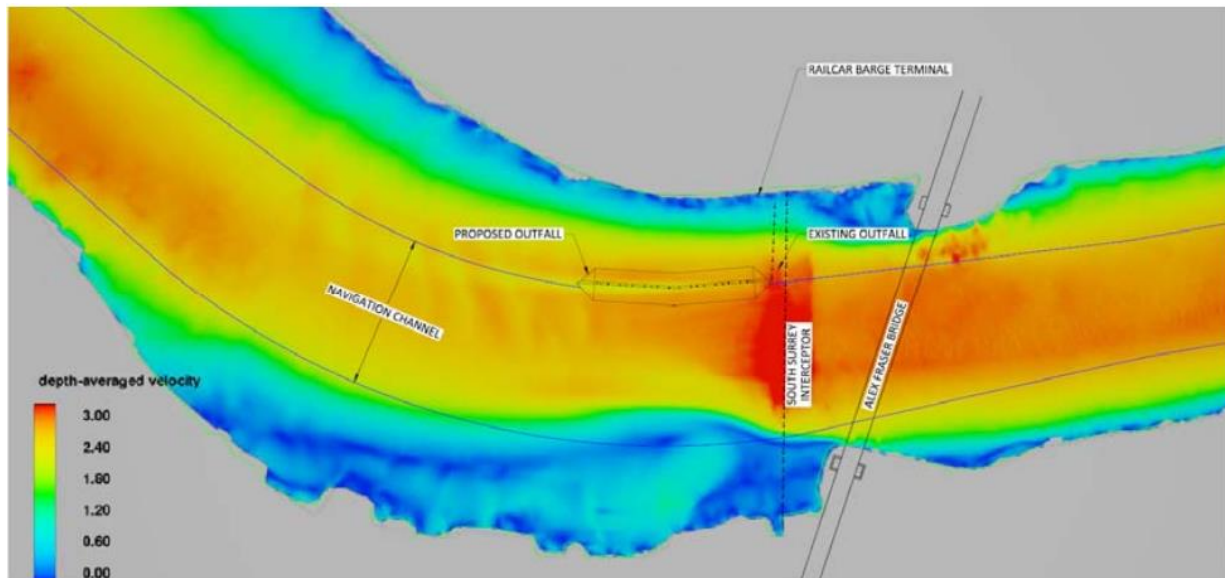 RAILCAR BARGE TERMINAL
PROPOSED OUTFALL
EXISTING OUTFALL
NAVIGATION CHANNEL
SOUTH SURREY
INTERCEPTOR
ALEX FRASER BRIDGE
depth-averaged velocity
3.00
2.40
1.80
1.20
0.60
0.00